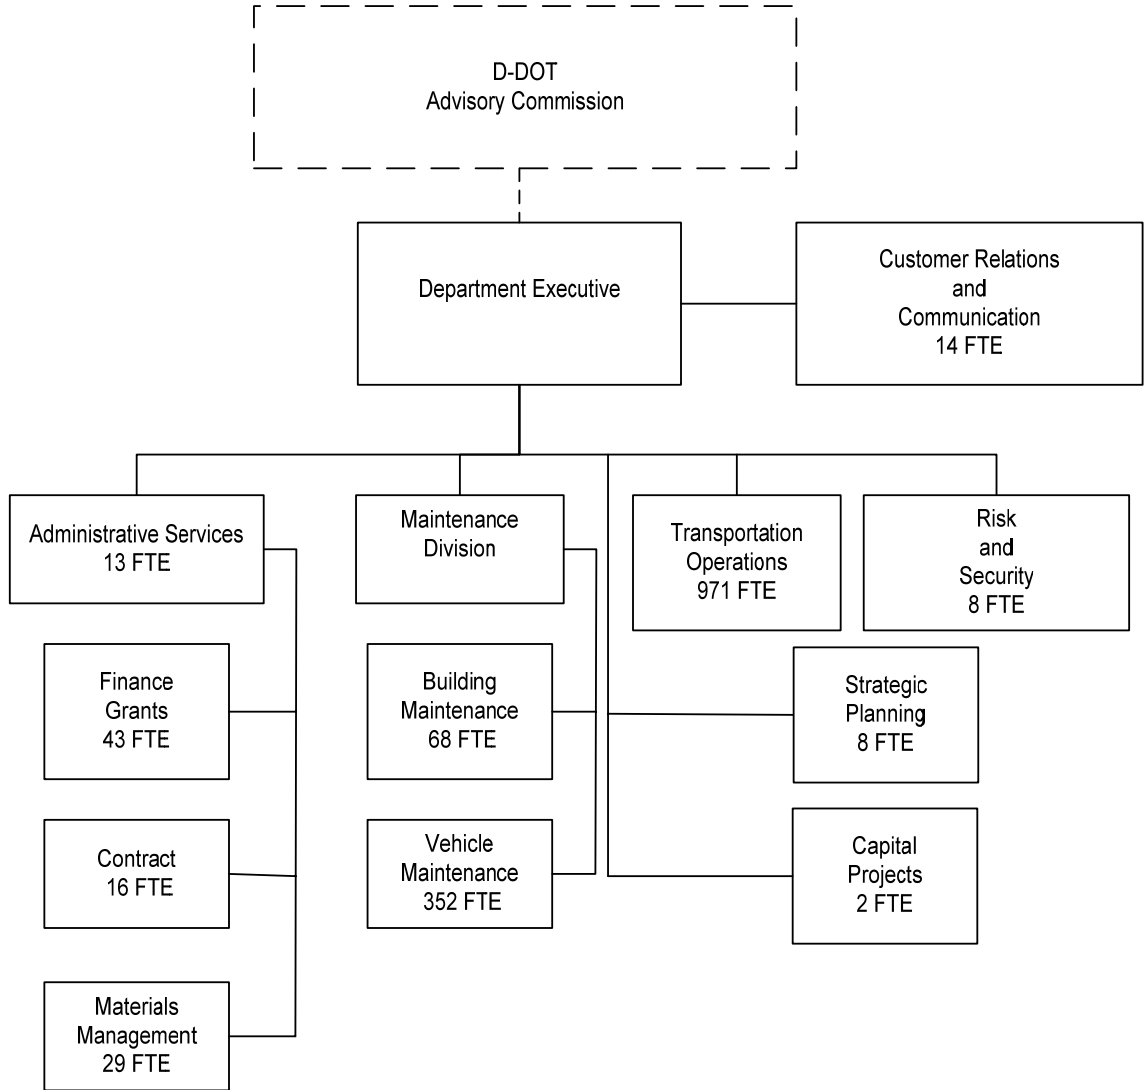 D-DOT
Advisory Commission
Department Executive
Customer Relations
and
Communication
14 FTE
Administrative Services
13 FTE
Maintenance
Division
Transportation
Operations
971 FTE
Risk
and
Security
8 FTE
Finance
Grants
43 FTE
Building
Maintenance
68 FTE
Strategic
Planning
8 FTE
Contract
16 FTE
Vehicle
Maintenance
352 FTE
Capital
Projects
2 FTE
Materials
Management
29 FTE